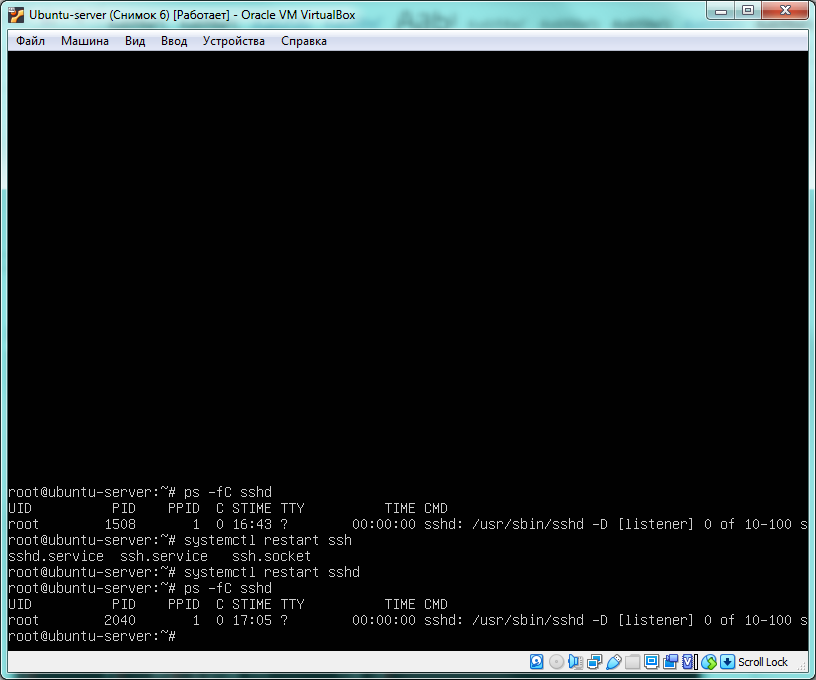 Ubuntu-server (Снимок 6) [Работает] - Oracle VM VirtualBox
Файл Машина Вид Ввод Устройства Справка
root@ubuntu-server:~# ps -fC sshd
UID          PID    PPID  C STIME TTY          TIME CMD
root        1508       1  0 16:43 ?        00:00:00 sshd: /usr/sbin/sshd -D [listener] 0 of 10-100 s
root@ubuntu-server:~# systemctl restart ssh
sshd.service  ssh.service   ssh.socket
root@ubuntu-server:~# systemctl restart sshd
root@ubuntu-server:~# ps -fC sshd
UID          PID    PPID  C STIME TTY          TIME CMD
root        2040       1  0 17:05 ?        00:00:00 sshd: /usr/sbin/sshd -D [listener] 0 of 10-100 s
root@ubuntu-server:~#
Scroll Lock